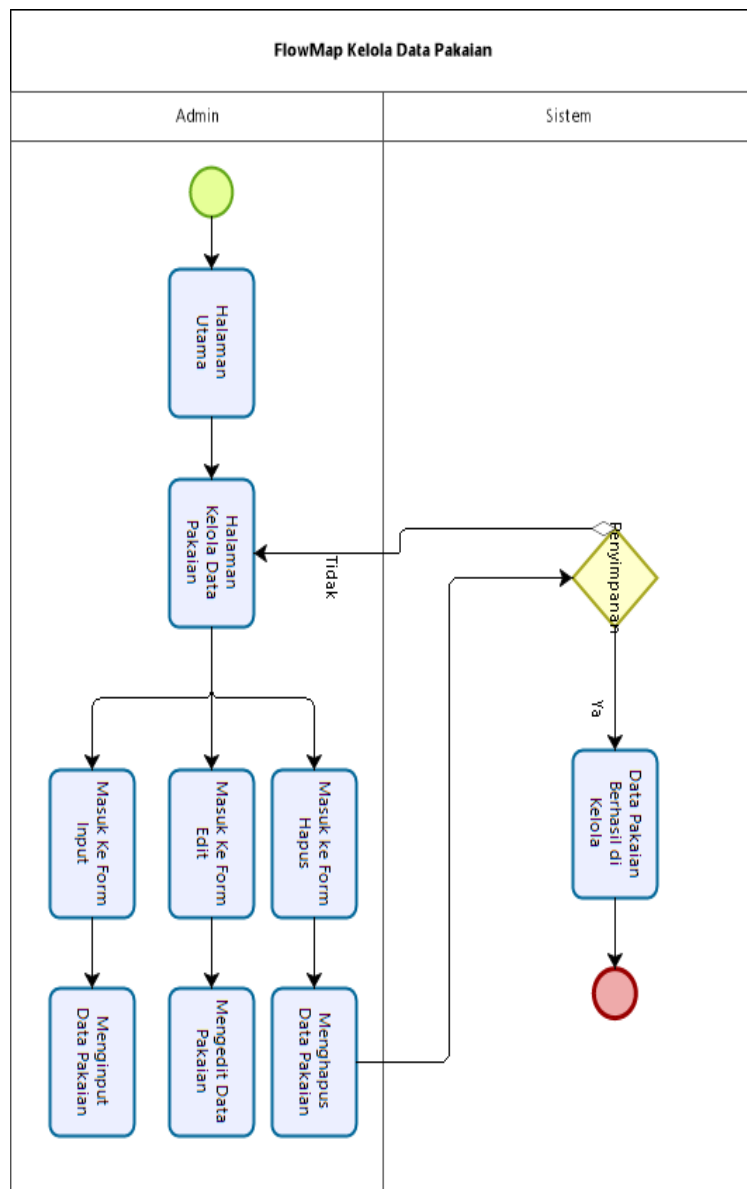 FlowMap Kelola Data Pakaian
Admin
Sistem
Halaman
Utama
Halaman
Kelola Data
Pakaian
Tidak
Penyimpanan
Ya
Masuk Ke Form
Input
Masuk Ke Form
Edit
Masuk ke Form
Hapus
Data Pakaian
Berhasil di
Kelola
Menginput
Data Pakaian
Mengedit Data
Pakaian
Menghapus
Data Pakaian